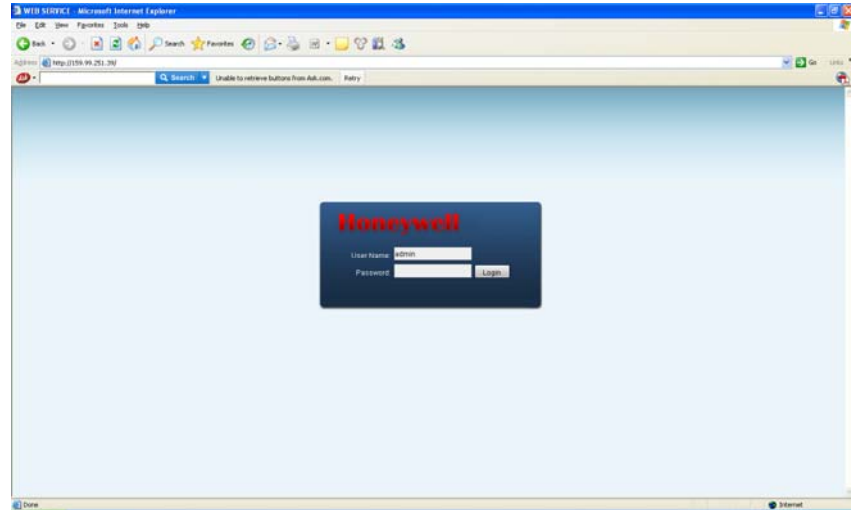 WEB SERVICE - Microsoft Internet Explorer
File Edit View Favorites Tools Help
Back Search Favorites
Address http://159.99.251.39/ Go Links
Search Unable to retrieve buttons from Ask.com. Retry
Honeywell
User Name: admin
Password: Login
Done Internet